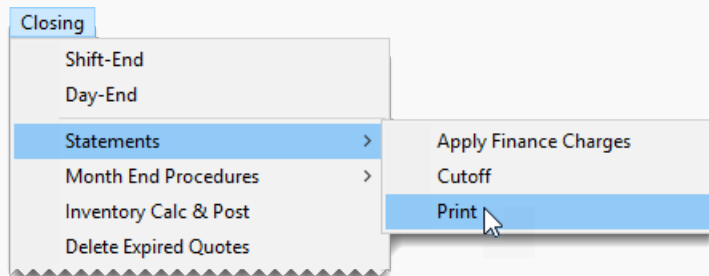 Closing
Shift-End
Day-End
Statements
Month End Procedures
Inventory Calc & Post
Delete Expired Quotes
Apply Finance Charges
Cutoff
Print